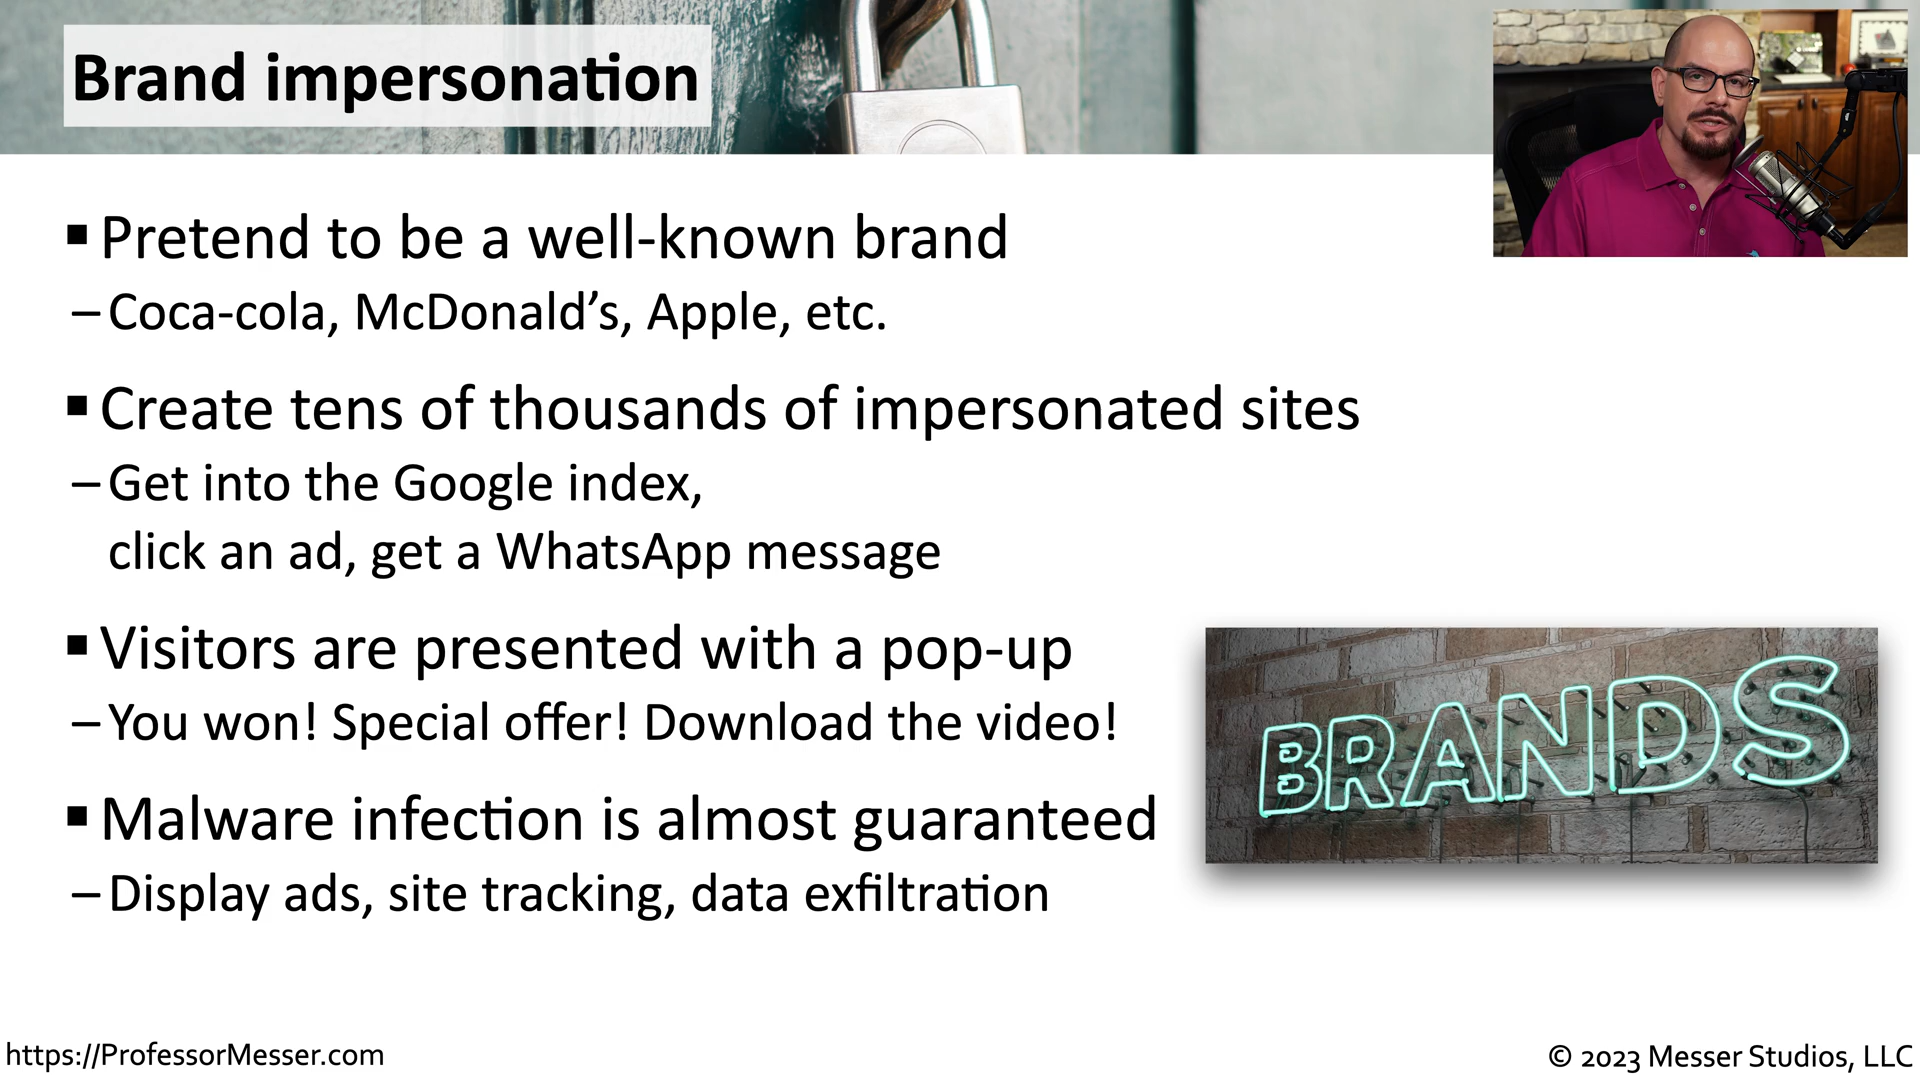 Brand impersonation
▪ Pretend to be a well-known brand
– Coca-cola, McDonald’s, Apple, etc.
▪ Create tens of thousands of impersonated sites
– Get into the Google index,
click an ad, get a WhatsApp message
▪ Visitors are presented with a pop-up
– You won! Special offer! Download the video!
▪ Malware infection is almost guaranteed
– Display ads, site tracking, data exfiltration
BRANDS
https://ProfessorMesser.com
© 2023 Messer Studios, LLC